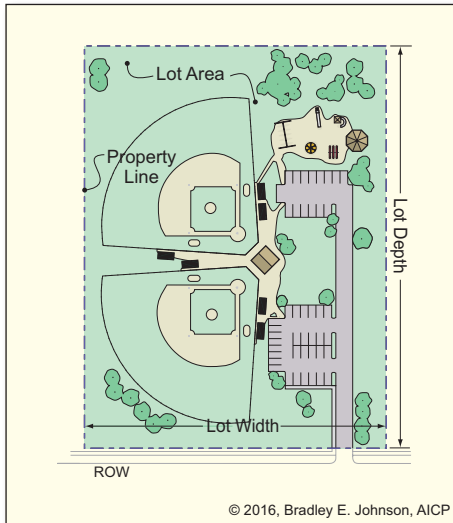 Lot Area
Property
Line
Lot Depth
Lot Width
ROW
© 2016, Bradley E. Johnson, AICP